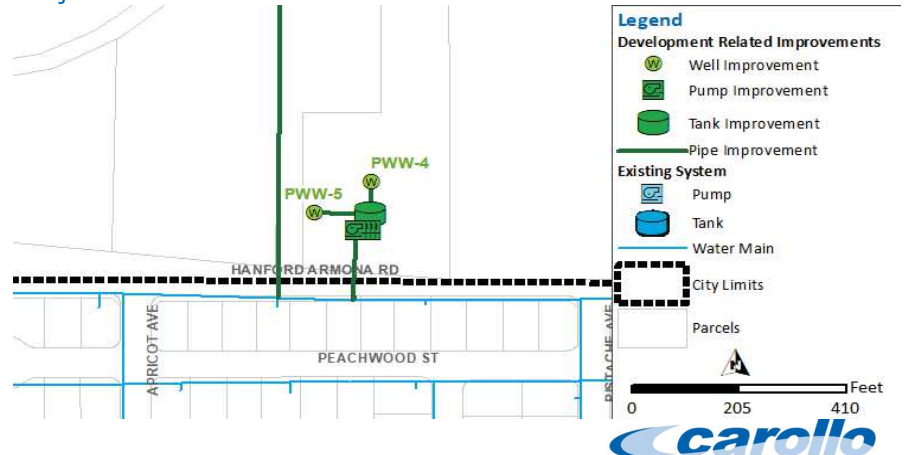 PWW-4
PWW-5
HANFORD ARMONA RD
APRICOT AVE
PEACHWOOD ST
PISTACHE AVE
Legend
Development Related Improvements
W Well Improvement
Pump Improvement
Tank Improvement
Pipe Improvement
Existing System
Pump
Tank
Water Main
City Limits
Parcels
N
Feet
0 205 410
carollo